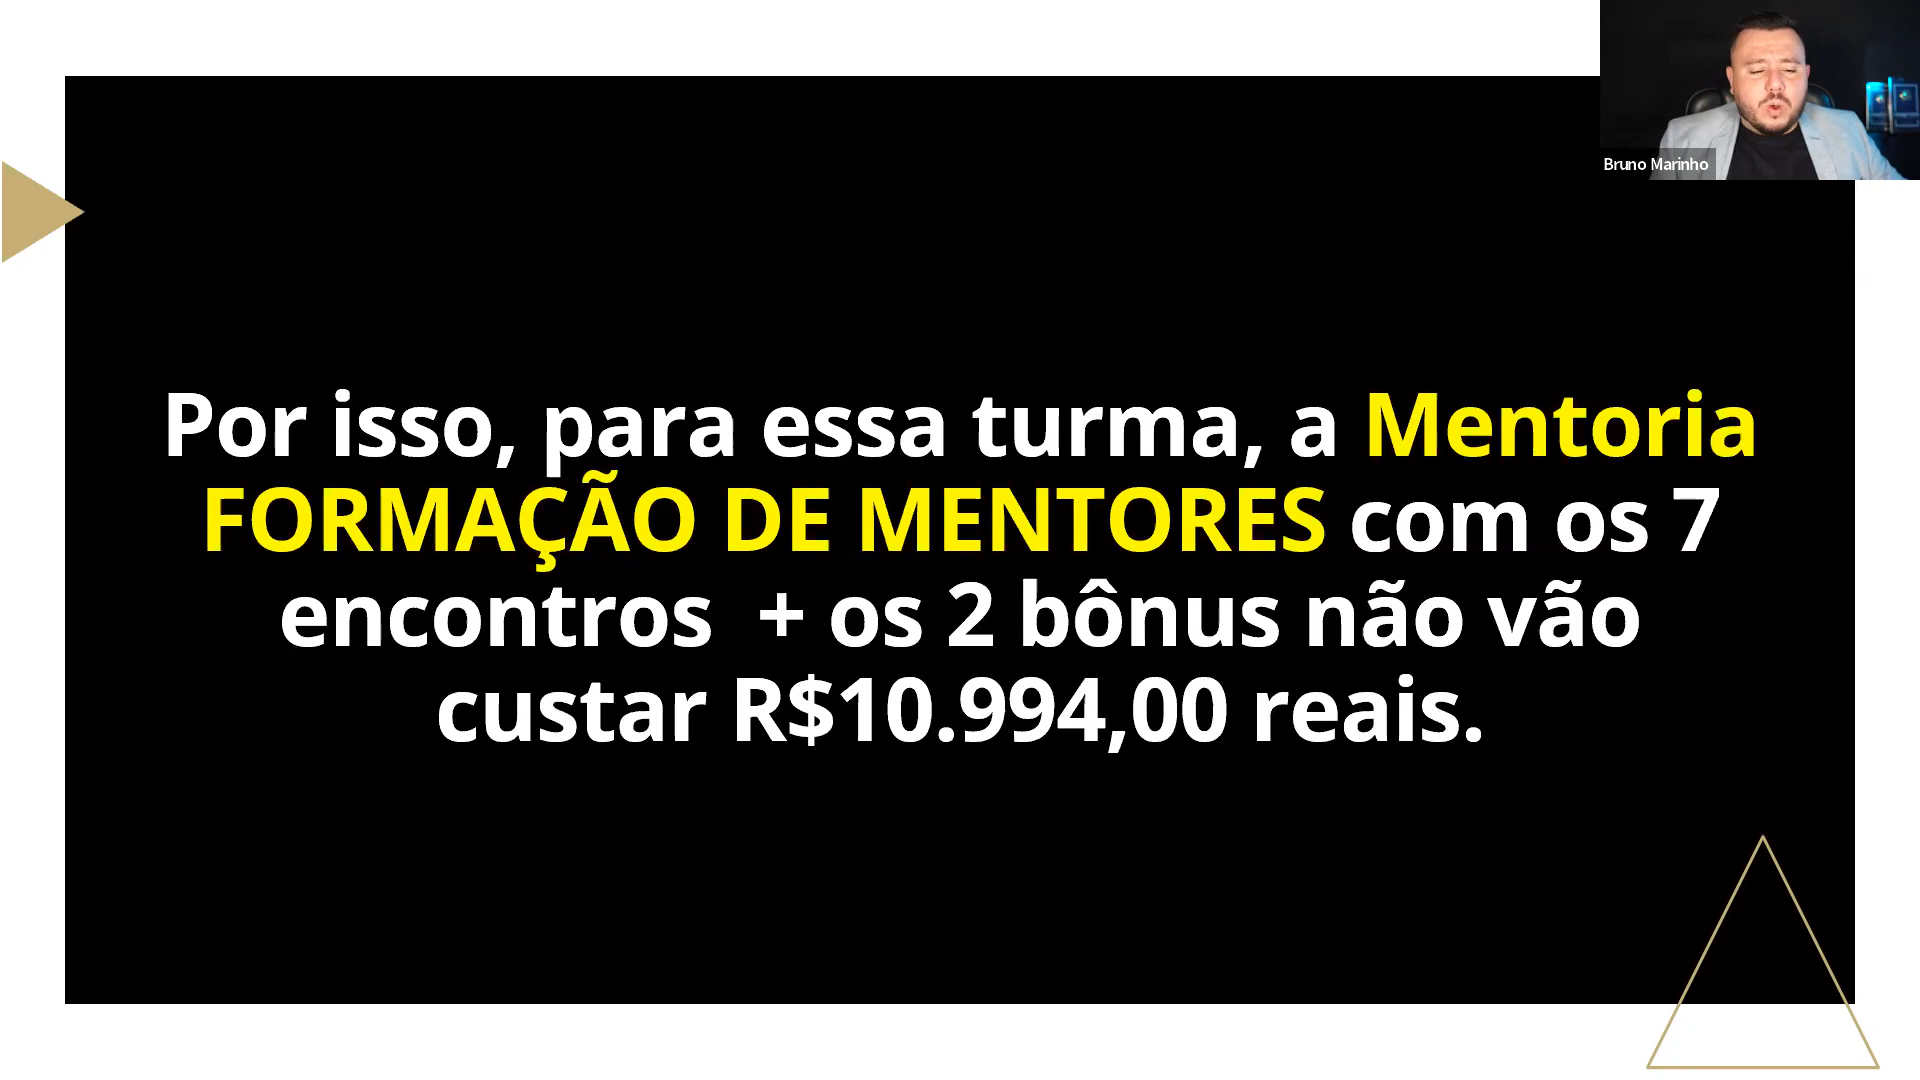 Bruno Marinho
Por isso, para essa turma, a Mentoria
FORMAÇÃO DE MENTORES com os 7
encontros + os 2 bônus não vão
custar R$10.994,00 reais.